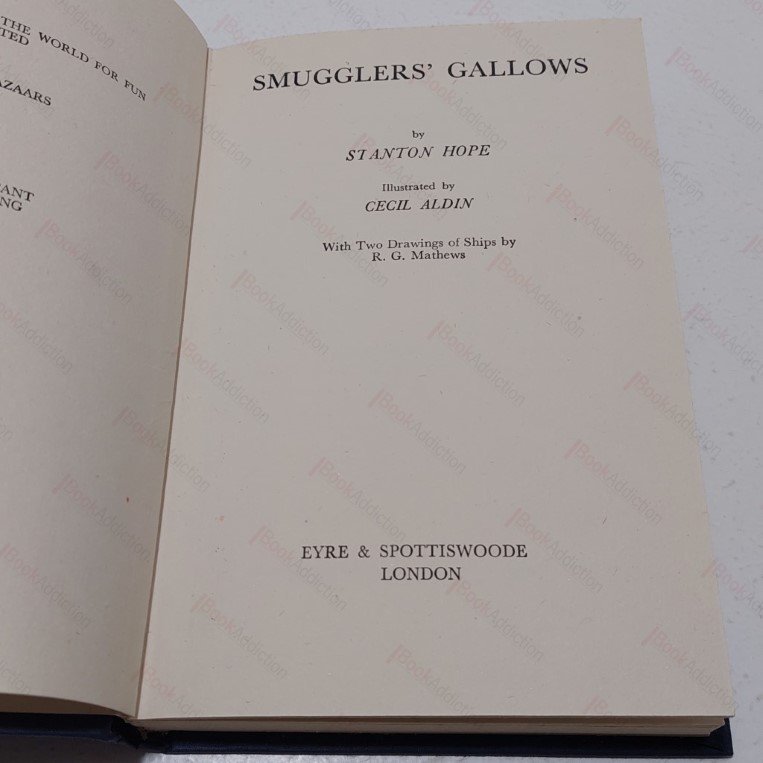 THE WORLD FOR FUN
TED
AZAARS
ANT
NG
SMUGGLERS' GALLOWS
by
STANTON HOPE
Illustrated by
CECIL ALDIN
With Two Drawings of Ships by
R. G. Mathews
EYRE & SPOTTISWOODE
LONDON
BookAddiction